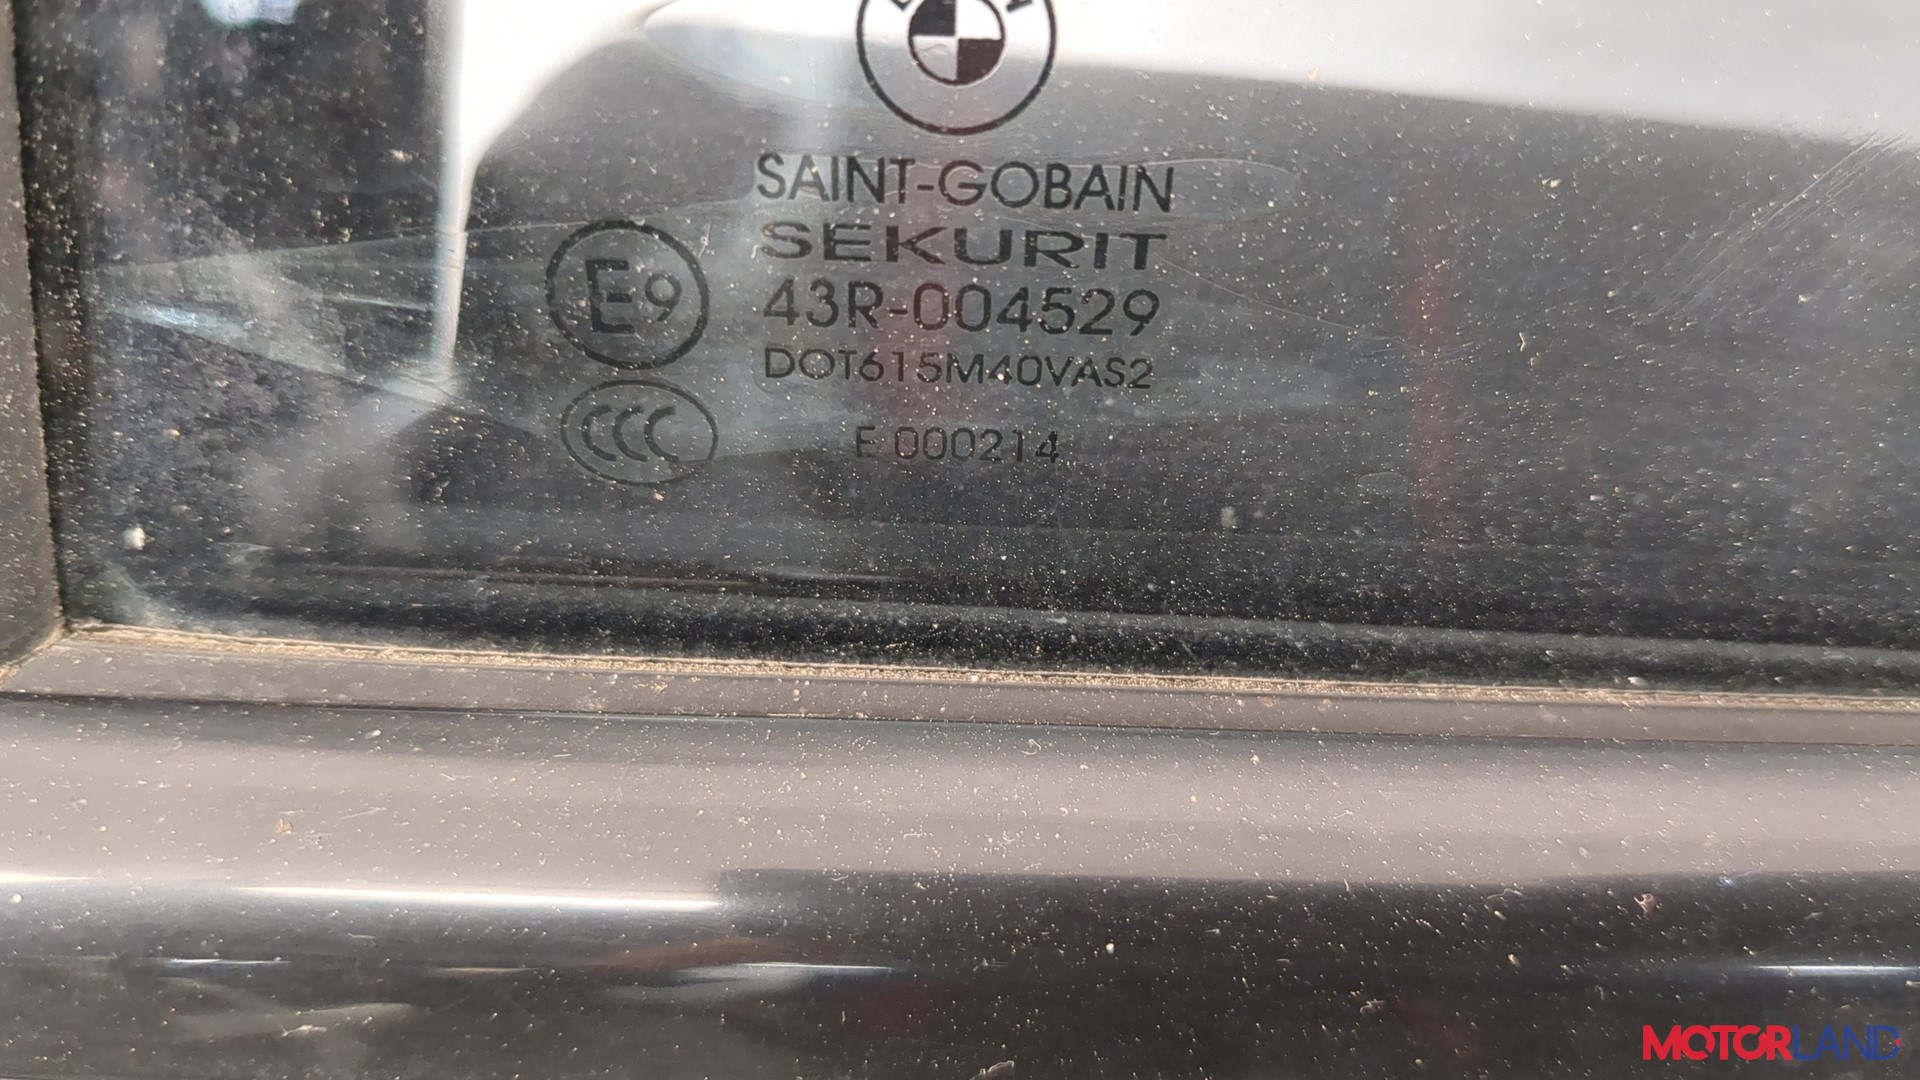 SAINT-GOBAIN
SEKURIT
E9
43R-004529
DOT615M40VAS2
CCC
E 000214
MOTORLAND